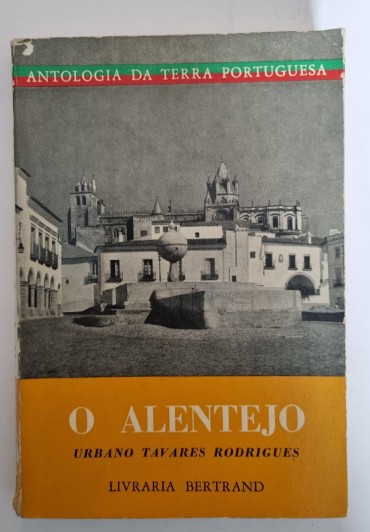 ANTOLOGIA DA TERRA PORTUGUESA
O ALENTEJO
URBANO TAVARES RODRIGUES
LIVRARIA BERTRAND